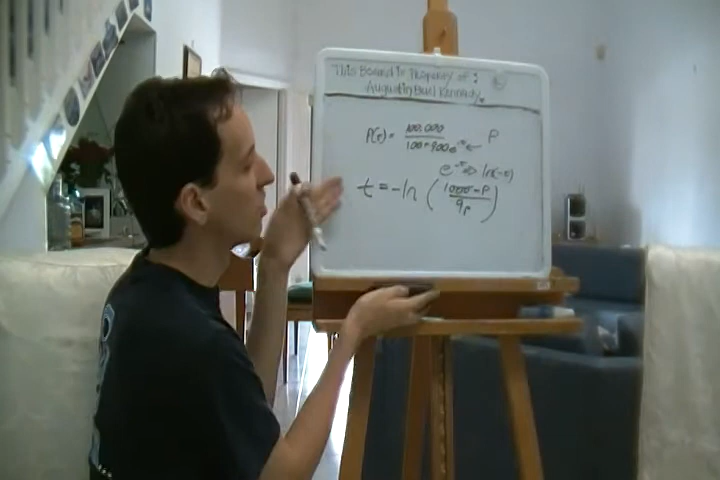 This Board is Property of:
Augustin Bud Kennedy
P(t) = 100.000 / 100+900e^-t ← P
e^-t => ln(-t)
t = -ln (1000-P / 9P)